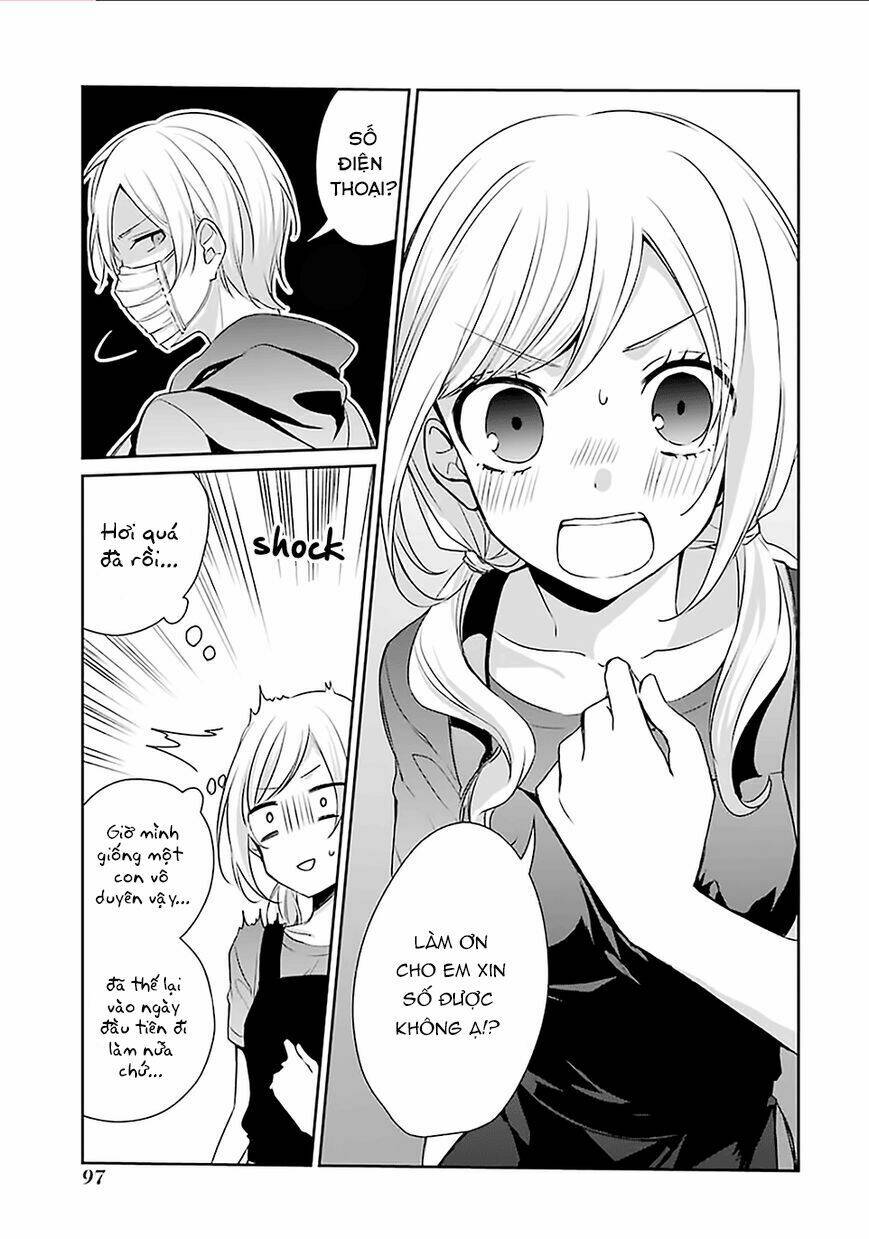 LÀM ƠN
CHO EM XIN
SỐ ĐƯỢC
KHÔNG Ạ!?
SỐ
ĐIỆN
THOẠI?
shock
Hơi quá
đà rồi...
Giờ mình
giống một
con vô
duyên vậy...
đã thế lại
vào ngày
đầu tiên đi
làm nữa
chứ...
97